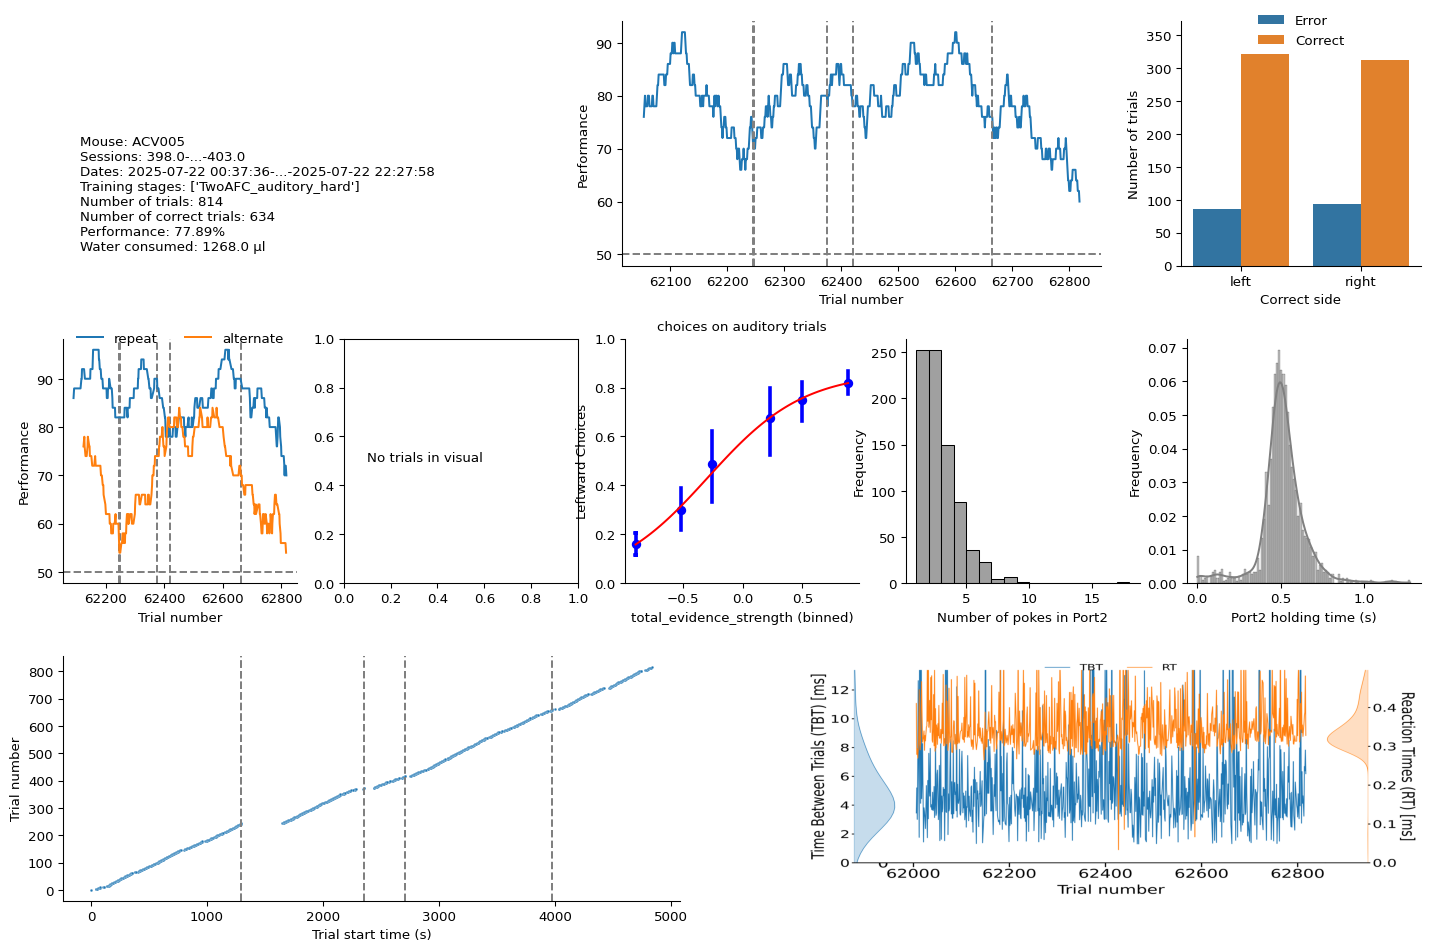 Mouse: ACV005
Sessions: 398.0-...-403.0
Dates: 2025-07-22 00:37:36-...-2025-07-22 22:27:58
Training stages: ['TwoAFC_auditory_hard']
Number of trials: 814
Number of correct trials: 634
Performance: 77.89%
Water consumed: 1268.0 µl
Performance
90
80
70
60
50
62100 62200 62300 62400 62500 62600 62700 62800
Trial number
Error
Correct
Number of trials
350
300
250
200
150
100
50
0
left right
Correct side
repeat alternate
Performance
90
80
70
60
50
62200 62400 62600 62800
Trial number
1.0
0.8
0.6
0.4
0.2
0.0
No trials in visual
0.0 0.2 0.4 0.6 0.8 1.0
choices on auditory trials
Leftward Choices
1.0
0.8
0.6
0.4
0.2
0.0
−0.5 0.0 0.5
total_evidence_strength (binned)
Frequency
250
200
150
100
50
0
5 10 15
Number of pokes in Port2
Frequency
0.07
0.06
0.05
0.04
0.03
0.02
0.01
0.00
0.0 0.5 1.0
Port2 holding time (s)
Trial number
800
700
600
500
400
300
200
100
0
0 1000 2000 3000 4000 5000
Trial start time (s)
TBT RT
Time Between Trials (TBT) [ms]
12
10
8
6
4
2
0
0
62000 62200 62400 62600 62800
Trial number
0.4
0.3
0.2
0.1
0.0
Reaction Times (RT) [ms]